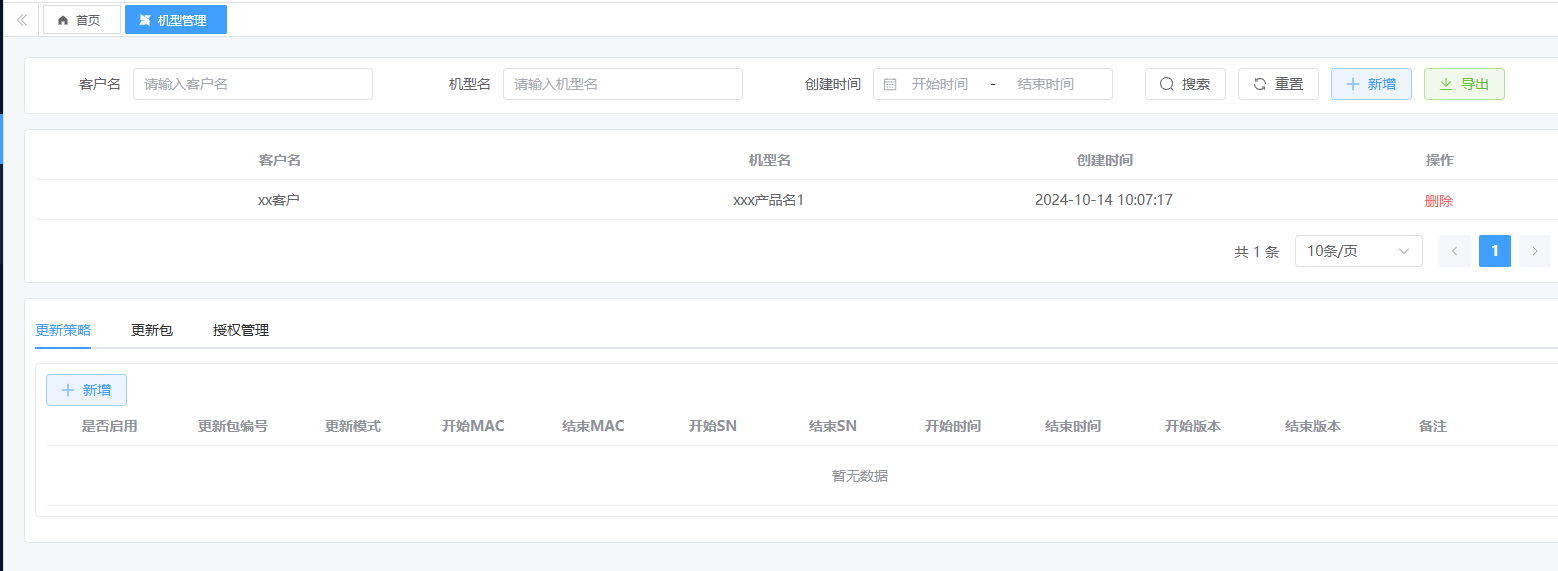 首页 机型管理
客户名 请输入客户名 机型名 请输入机型名 创建时间 开始时间 - 结束时间 搜索 重置 新增 导出
客户名 机型名 创建时间 操作
xx客户 xxx产品名1 2024-10-14 10:07:17 删除
共 1 条 10条/页 1
更新策略 更新包 授权管理
新增
是否启用 更新包编号 更新模式 开始MAC 结束MAC 开始SN 结束SN 开始时间 结束时间 开始版本 结束版本 备注
暂无数据